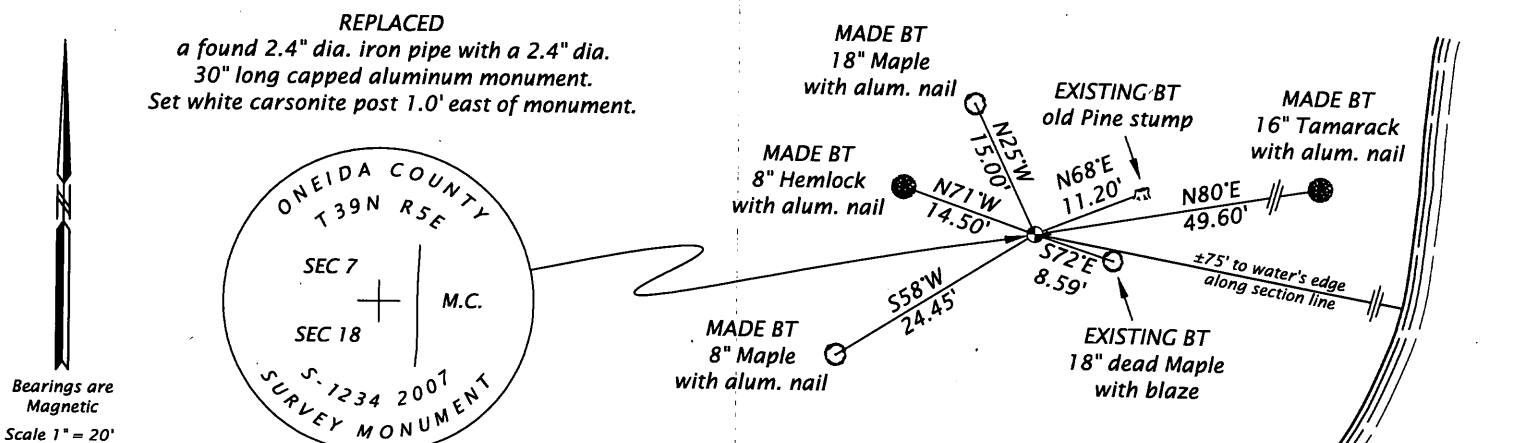 REPLACED
a found 2.4" dia. iron pipe with a 2.4" dia.
30" long capped aluminum monument.
Set white carsonite post 1.0' east of monument.
N
Bearings are
Magnetic
Scale 1" = 20'
ONEIDA COUNTY
T39N R5E
SEC 7
M.C.
SEC 18
S-1234 2007
SURVEY MONUMENT
MADE BT
18" Maple
with alum. nail
N25°W
15.00'
EXISTING BT
old Pine stump
N68°E
11.20'
MADE BT
16" Tamarack
with alum. nail
N80°E
49.60'
MADE BT
8" Hemlock
with alum. nail
N71°W
14.50'
S72°E
8.59'
±75' to water's edge
along section line
S58°W
24.45'
MADE BT
8" Maple
with alum. nail
EXISTING BT
18" dead Maple
with blaze